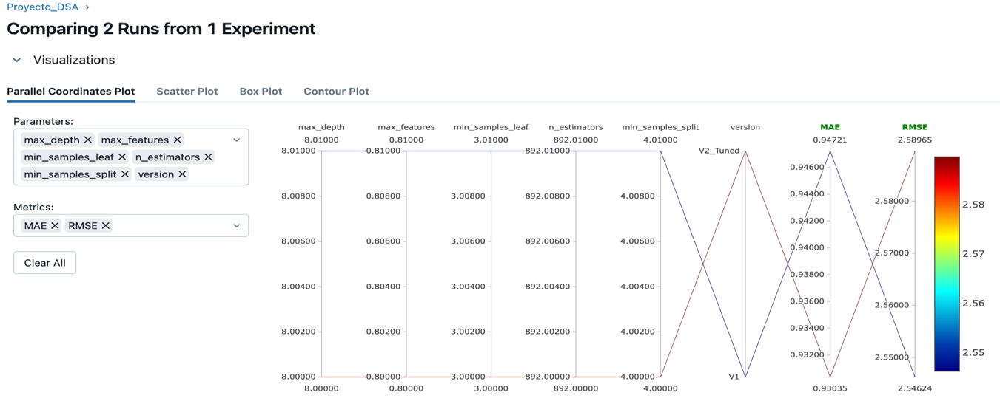 Proyecto_DSA ›
Comparing 2 Runs from 1 Experiment
Visualizations
Parallel Coordinates Plot Scatter Plot Box Plot Contour Plot
Parameters:
max_depth × max_features ×
min_samples_leaf × n_estimators ×
min_samples_split × version ×
Metrics:
MAE × RMSE ×
Clear All
max_depth max_features min_samples_leaf n_estimators min_samples_split version MAE RMSE
8.01000 0.81000 3.01000 892.01000 4.01000 0.94721 2.58965
8.01000 0.81000 892.01000 V2_Tuned
0.94600
8.00800 0.80800 3.00800 892.00800 4.00800 0.94400 2.58000 2.58
0.94200
8.00600 0.80600 3.00600 892.00600 4.00600 0.94000 2.57000 2.57
0.93800
8.00400 0.80400 3.00400 892.00400 4.00400 0.93600 2.56000 2.56
8.00200 0.80200 3.00200 892.00200 4.00200 0.93400
0.93200 2.55000 2.55
8.00000 0.80000 3.00000 892.00000 4.00000 V1
8.00000 0.80000 3.00000 892.00000 4.00000 0.93035 2.54624